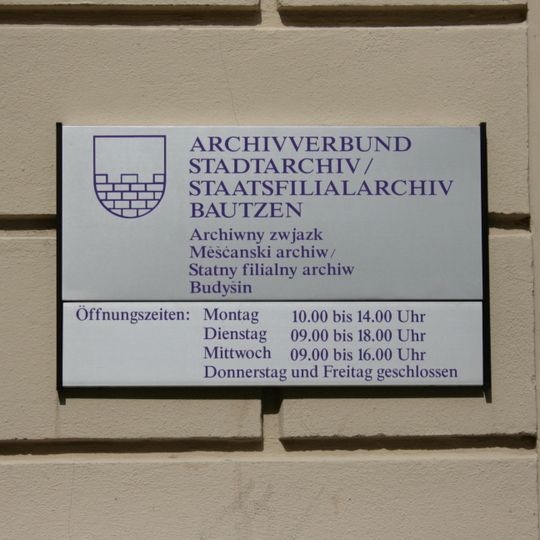 ARCHIVVERBUND
STADTARCHIV/
STAATSFILIALARCHIV
BAUTZEN
Archiwny zwjazk
Měšćanski archiw/
Statny filialny archiw
Budyšin
Öffnungszeiten: Montag 10.00 bis 14.00 Uhr
Dienstag 09.00 bis 18.00 Uhr
Mittwoch 09.00 bis 16.00 Uhr
Donnerstag und Freitag geschlossen